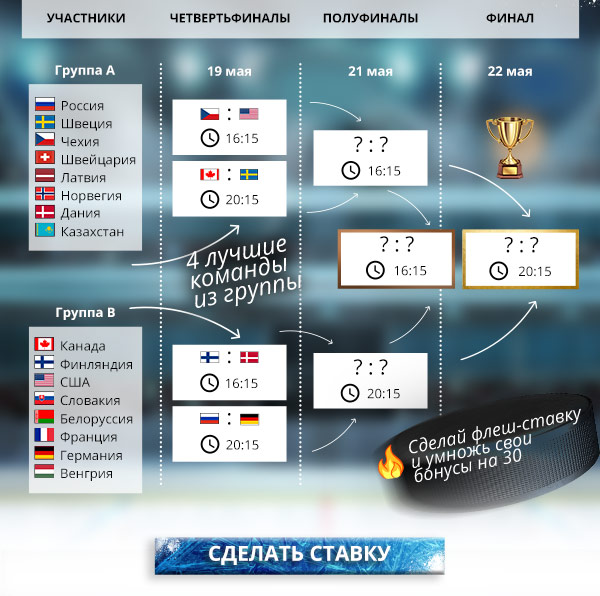 УЧАСТНИКИ
ЧЕТВЕРТЬФИНАЛЫ
ПОЛУФИНАЛЫ
ФИНАЛ
Группа А
19 мая
21 мая
22 мая
Россия
Швеция
Чехия
Швейцария
Латвия
Норвегия
Дания
Казахстан
:
16:15
:
20:15
? : ?
16:15
? : ?
16:15
? : ?
20:15
4 лучшие
команды
из группы
Группа В
Канада
Финляндия
США
Словакия
Белоруссия
Франция
Германия
Венгрия
:
16:15
:
20:15
? : ?
20:15
Сделай флеш-ставку
и умножь свои
бонусы на 30
СДЕЛАТЬ СТАВКУ